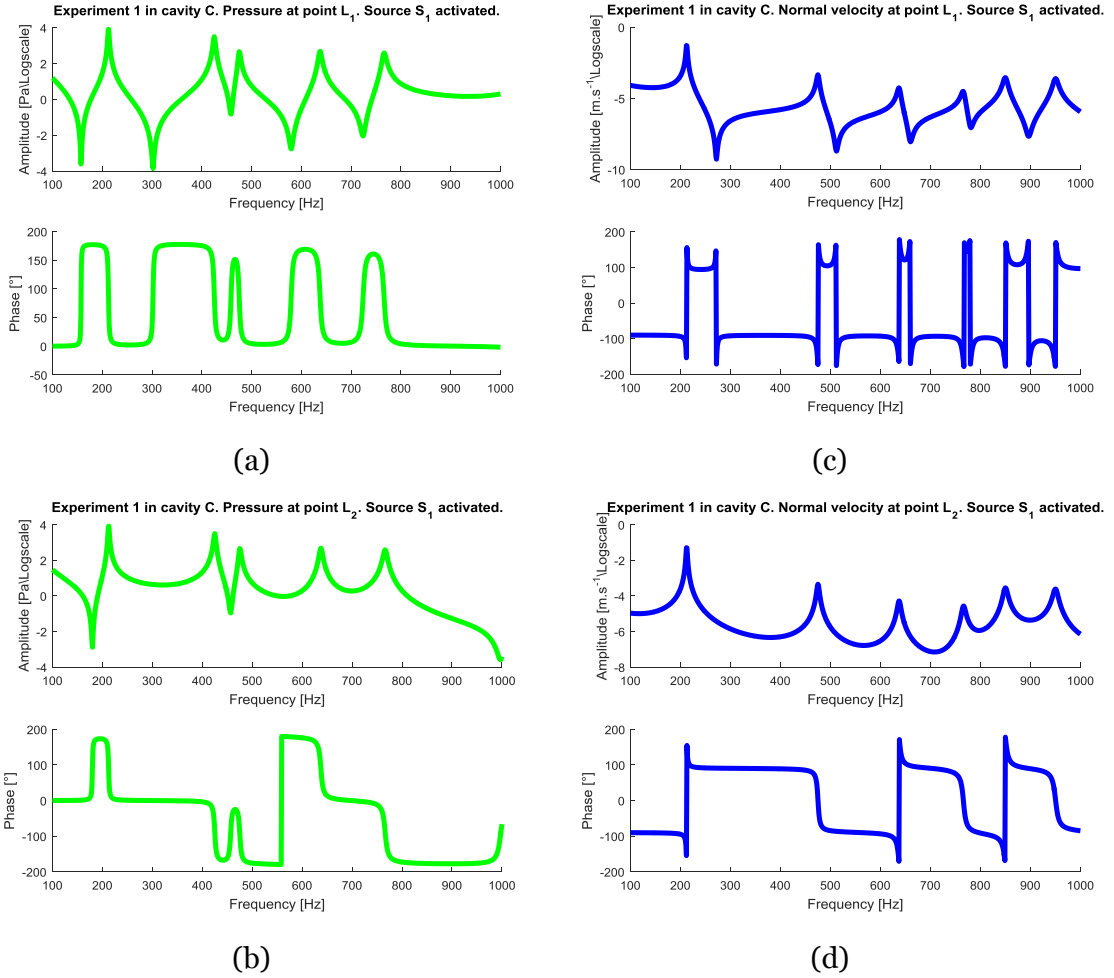 Experiment 1 in cavity C. Pressure at point L1. Source S1 activated.
4
2
0
-2
-4
Amplitude [Pa\Logscale]
100 200 300 400 500 600 700 800 900 1000
Frequency [Hz]
200
150
100
50
0
-50
Phase [°]
100 200 300 400 500 600 700 800 900 1000
Frequency [Hz]
(a)
Experiment 1 in cavity C. Normal velocity at point L1. Source S1 activated.
0
-5
-10
Amplitude [m.s-1\Logscale]
100 200 300 400 500 600 700 800 900 1000
Frequency [Hz]
200
100
0
-100
-200
Phase [°]
100 200 300 400 500 600 700 800 900 1000
Frequency [Hz]
(c)
Experiment 1 in cavity C. Pressure at point L2. Source S1 activated.
4
2
0
-2
-4
Amplitude [Pa\Logscale]
100 200 300 400 500 600 700 800 900 1000
Frequency [Hz]
200
100
0
-100
-200
Phase [°]
100 200 300 400 500 600 700 800 900 1000
Frequency [Hz]
(b)
Experiment 1 in cavity C. Normal velocity at point L2. Source S1 activated.
0
-2
-4
-6
-8
Amplitude [m.s-1\Logscale]
100 200 300 400 500 600 700 800 900 1000
Frequency [Hz]
200
100
0
-100
-200
Phase [°]
100 200 300 400 500 600 700 800 900 1000
Frequency [Hz]
(d)